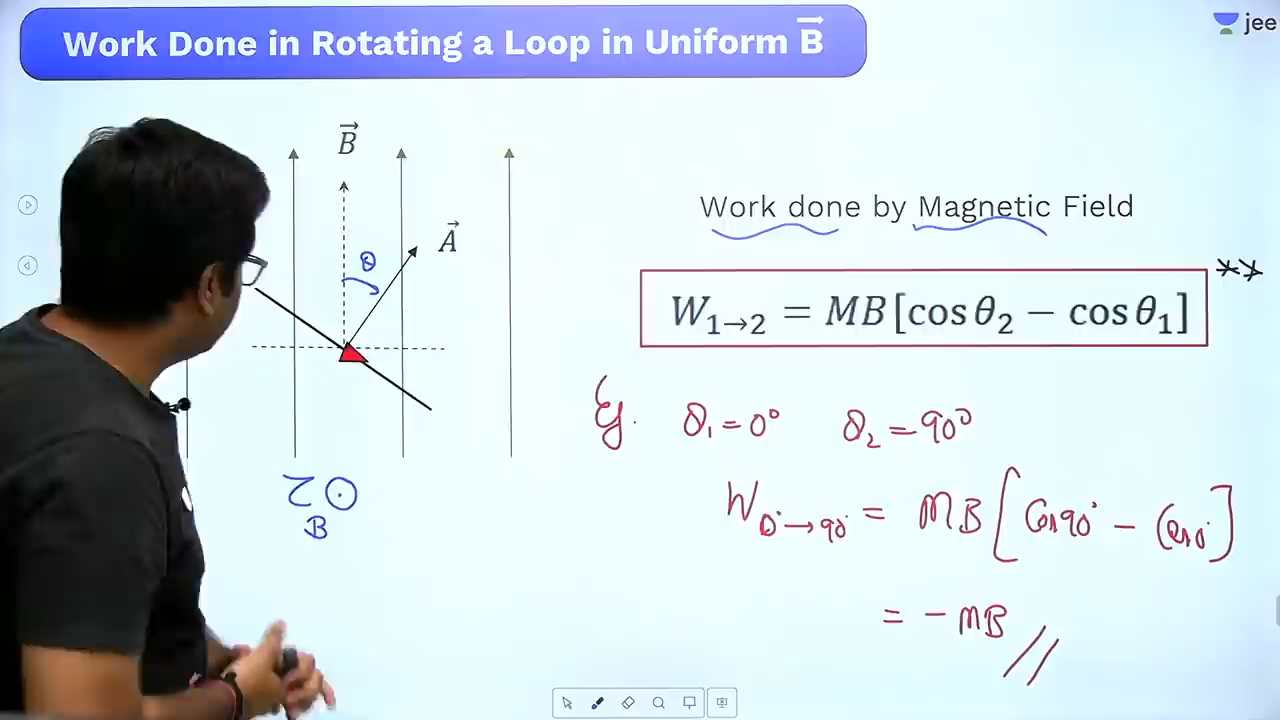 Work Done in Rotating a Loop in Uniform B⃗
jee
B⃗
A⃗
θ
τ_B ⊙
Work done by Magnetic Field
W₁→₂ = MB[cos θ₂ − cos θ₁] **
Eg. θ₁ = 0° θ₂ = 90°
W₀°→₉₀° = MB[Cos90° − Cos0°]
= − MB //